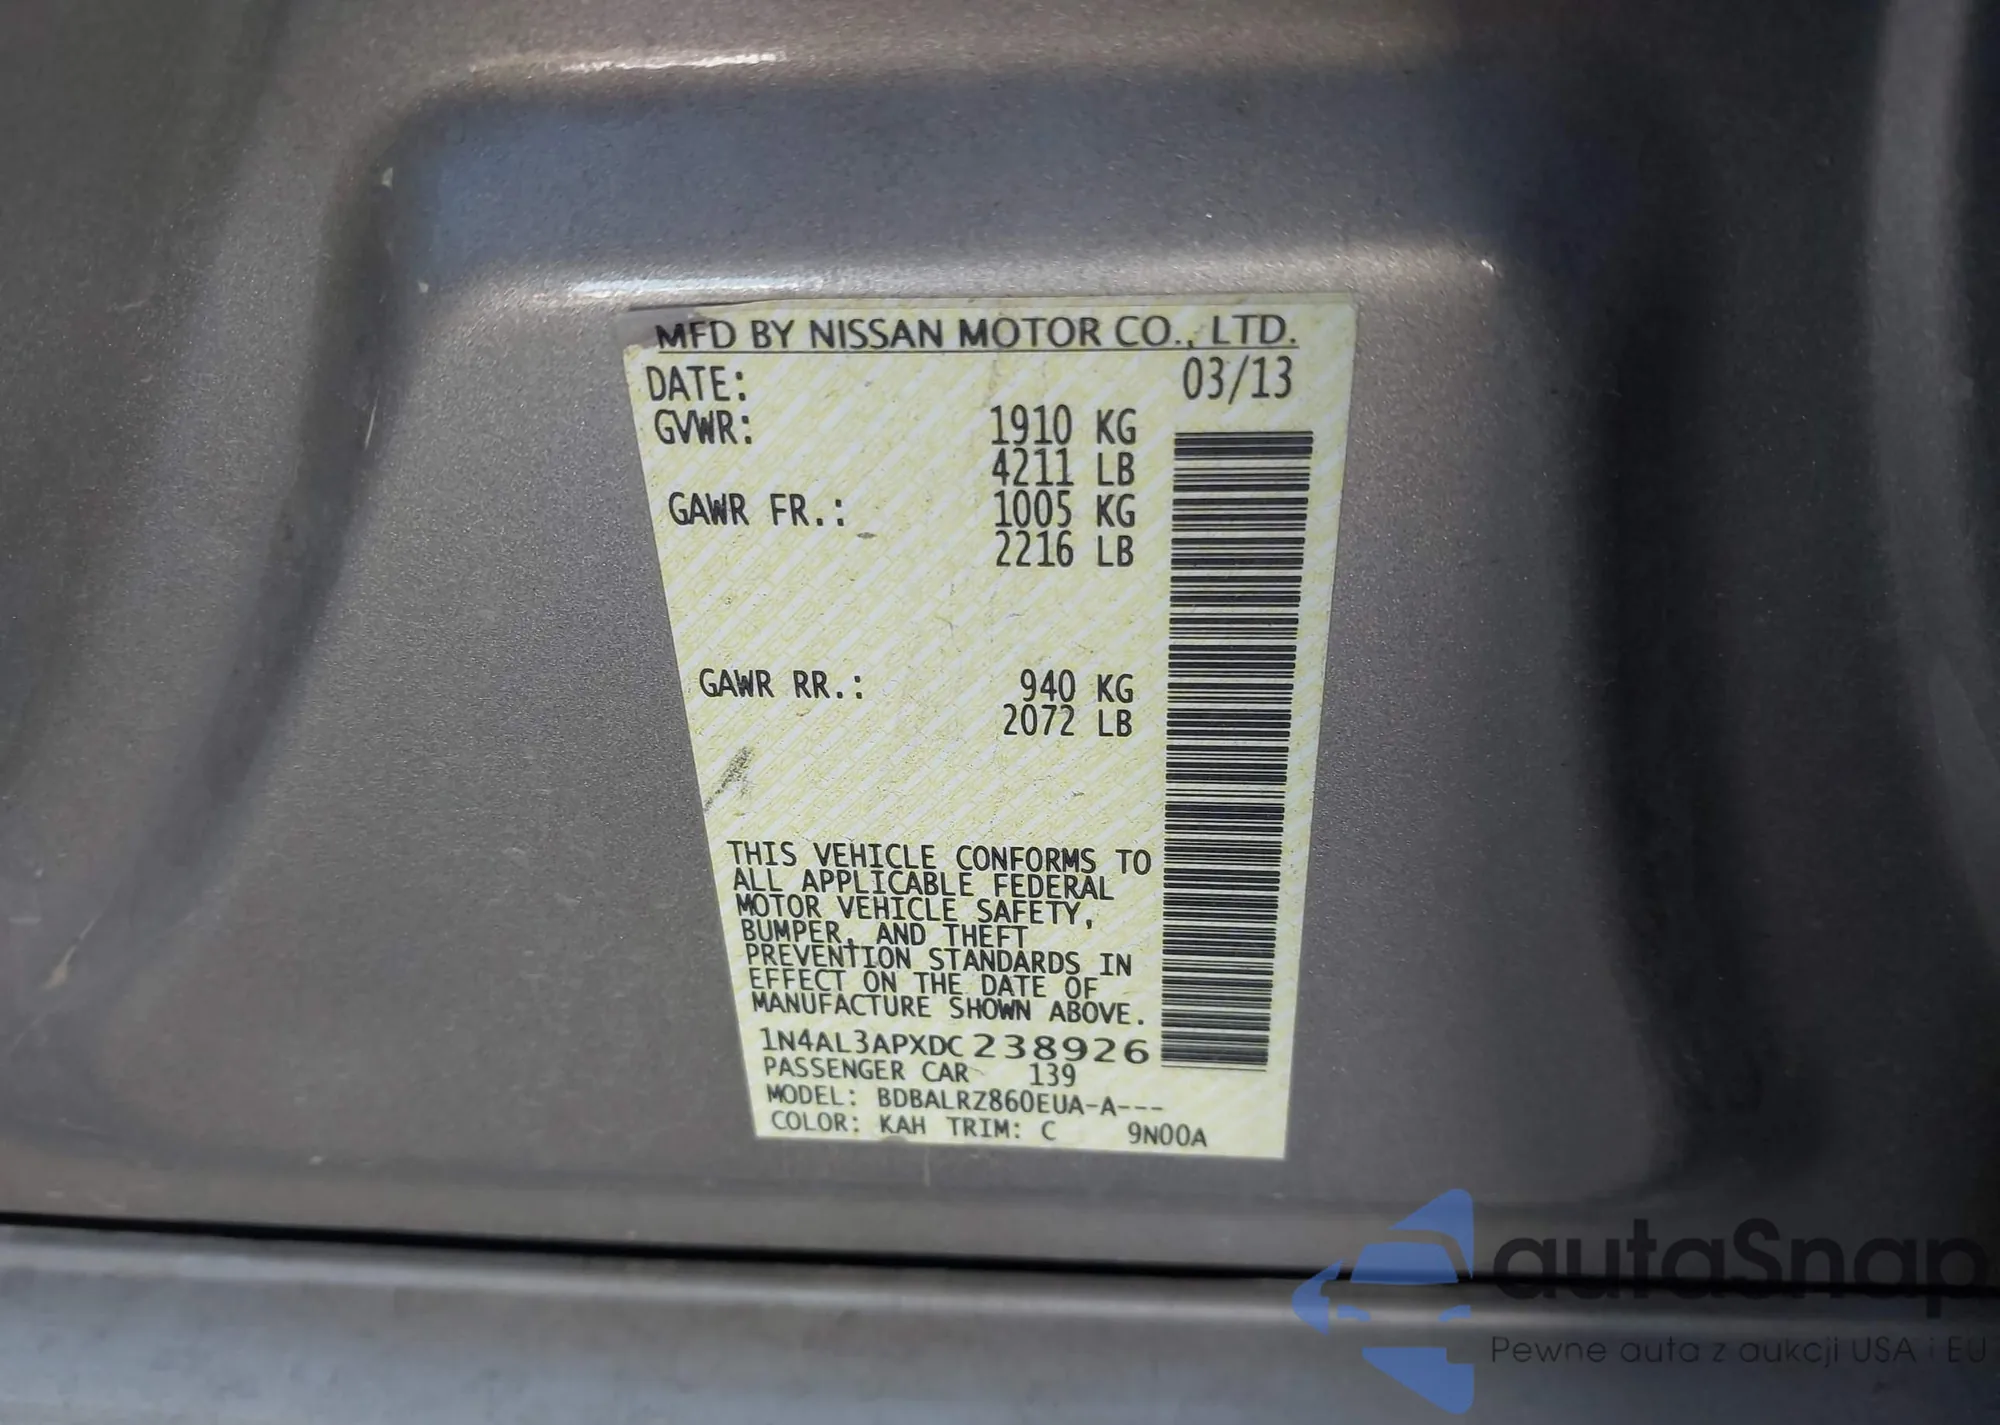 MFD BY NISSAN MOTOR CO., LTD.
DATE: 03/13
GVWR: 1910 KG
4211 LB
GAWR FR.: 1005 KG
2216 LB
GAWR RR.: 940 KG
2072 LB
THIS VEHICLE CONFORMS TO
ALL APPLICABLE FEDERAL
MOTOR VEHICLE SAFETY,
BUMPER, AND THEFT
PREVENTION STANDARDS IN
EFFECT ON THE DATE OF
MANUFACTURE SHOWN ABOVE.
1N4AL3APXDC238926
PASSENGER CAR 139
MODEL: BDBALRZ860EUA-A---
COLOR: KAH TRIM: C 9N00A
autaSnap
Pewne auta z aukcji USA i EU